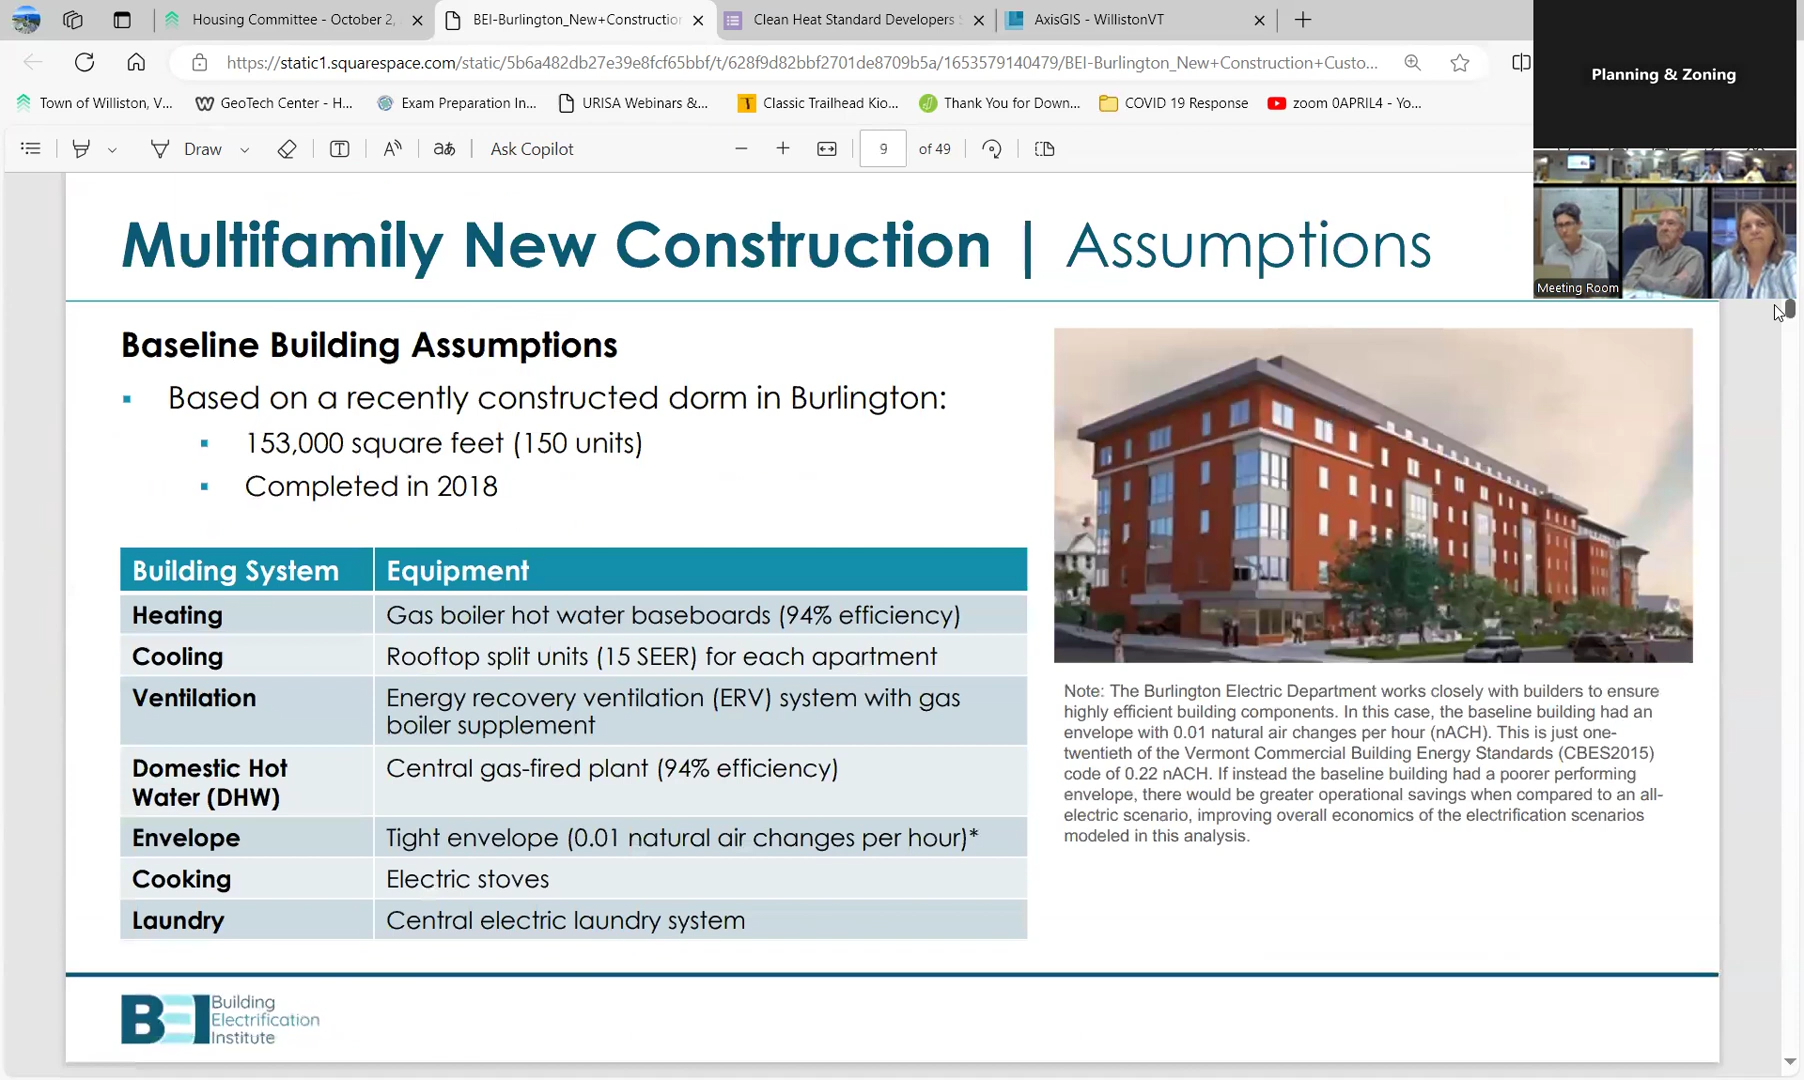 Housing Committee - October 2,
BEI-Burlington_New+Constructio
Clean Heat Standard Developers S
AxisGIS - WillistonVT
https://static1.squarespace.com/static/5b6a482db27e39e8fcf65bbf/t/628f9d82bbf2701de8709b5a/1653579140479/BEI-Burlington_New+Construction+Custo...
Town of Williston, V...
GeoTech Center - H...
Exam Preparation In...
URISA Webinars &...
Classic Trailhead Kio...
Thank You for Down...
COVID 19 Response
zoom 0APRIL4 - Yo...
Draw
Ask Copilot
9 of 49
Planning & Zoning
Meeting Room
Multifamily New Construction | Assumptions
Baseline Building Assumptions
Based on a recently constructed dorm in Burlington:
153,000 square feet (150 units)
Completed in 2018
Building System Equipment
Heating Gas boiler hot water baseboards (94% efficiency)
Cooling Rooftop split units (15 SEER) for each apartment
Ventilation Energy recovery ventilation (ERV) system with gas
boiler supplement
Domestic Hot Central gas-fired plant (94% efficiency)
Water (DHW)
Envelope Tight envelope (0.01 natural air changes per hour)*
Cooking Electric stoves
Laundry Central electric laundry system
Note: The Burlington Electric Department works closely with builders to ensure
highly efficient building components. In this case, the baseline building had an
envelope with 0.01 natural air changes per hour (nACH). This is just one-
twentieth of the Vermont Commercial Building Energy Standards (CBES2015)
code of 0.22 nACH. If instead the baseline building had a poorer performing
envelope, there would be greater operational savings when compared to an all-
electric scenario, improving overall economics of the electrification scenarios
modeled in this analysis.
BEI Building
Electrification
Institute